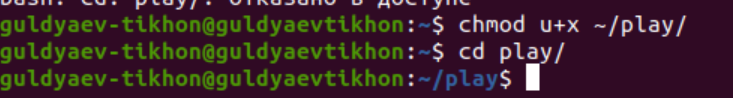 bash: cd: play/: Отказано в доступе
guldyaev-tikhon@guldyaevtikhon:~$ chmod u+x ~/play/
guldyaev-tikhon@guldyaevtikhon:~$ cd play/
guldyaev-tikhon@guldyaevtikhon:~/play$